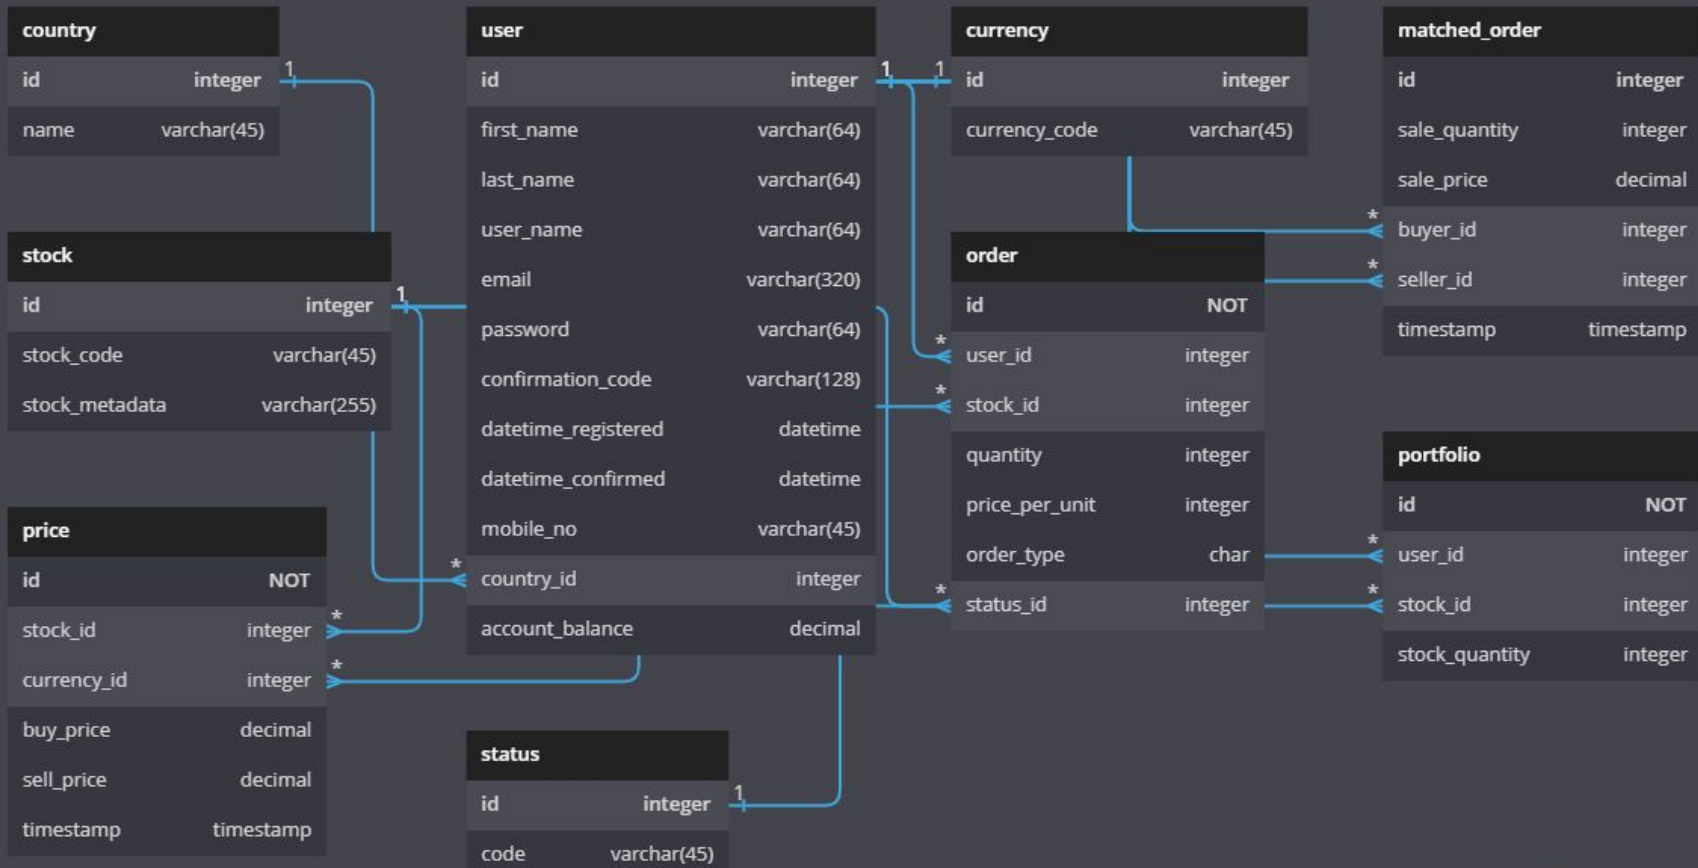 country
id integer
name varchar(45)
1
user
id integer
first_name varchar(64)
last_name varchar(64)
user_name varchar(64)
email varchar(320)
password varchar(64)
confirmation_code varchar(128)
datetime_registered datetime
datetime_confirmed datetime
mobile_no varchar(45)
country_id integer
account_balance decimal
1
*
currency
id integer
currency_code varchar(45)
1
matched_order
id integer
sale_quantity integer
sale_price decimal
buyer_id integer
seller_id integer
timestamp timestamp
*
*
stock
id integer
stock_code varchar(45)
stock_metadata varchar(255)
1
order
id NOT
user_id integer
stock_id integer
quantity integer
price_per_unit integer
order_type char
status_id integer
*
*
*
portfolio
id NOT
user_id integer
stock_id integer
stock_quantity integer
*
*
price
id NOT
stock_id integer
currency_id integer
buy_price decimal
sell_price decimal
timestamp timestamp
*
*
status
id integer
code varchar(45)
1